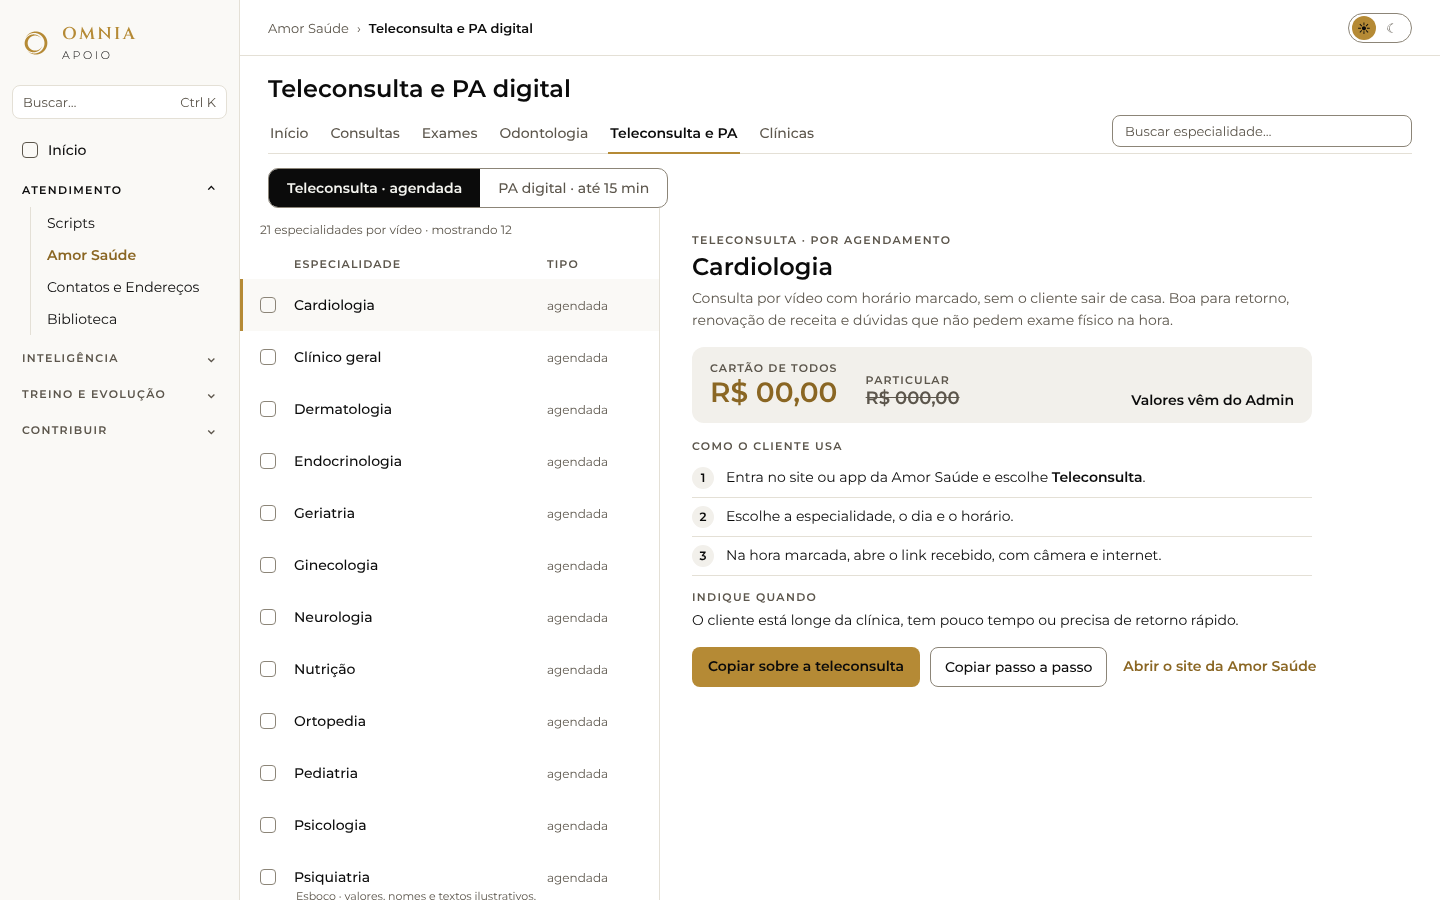 OMNIA
APOIO
Buscar... Ctrl K
Início
ATENDIMENTO
Scripts
Amor Saúde
Contatos e Endereços
Biblioteca
INTELIGÊNCIA
TREINO E EVOLUÇÃO
CONTRIBUIR
Amor Saúde › Teleconsulta e PA digital
Teleconsulta e PA digital
Início Consultas Exames Odontologia Teleconsulta e PA Clínicas
Buscar especialidade...
Teleconsulta · agendada PA digital · até 15 min
21 especialidades por vídeo · mostrando 12
ESPECIALIDADE TIPO
Cardiologia agendada
Clínico geral agendada
Dermatologia agendada
Endocrinologia agendada
Geriatria agendada
Ginecologia agendada
Neurologia agendada
Nutrição agendada
Ortopedia agendada
Pediatria agendada
Psicologia agendada
Psiquiatria agendada
Esboço · valores, nomes e textos ilustrativos.
TELECONSULTA · POR AGENDAMENTO
Cardiologia
Consulta por vídeo com horário marcado, sem o cliente sair de casa. Boa para retorno,
renovação de receita e dúvidas que não pedem exame físico na hora.
CARTÃO DE TODOS
R$ 00,00
PARTICULAR
R$ 000,00
Valores vêm do Admin
COMO O CLIENTE USA
1 Entra no site ou app da Amor Saúde e escolhe Teleconsulta.
2 Escolhe a especialidade, o dia e o horário.
3 Na hora marcada, abre o link recebido, com câmera e internet.
INDIQUE QUANDO
O cliente está longe da clínica, tem pouco tempo ou precisa de retorno rápido.
Copiar sobre a teleconsulta Copiar passo a passo Abrir o site da Amor Saúde